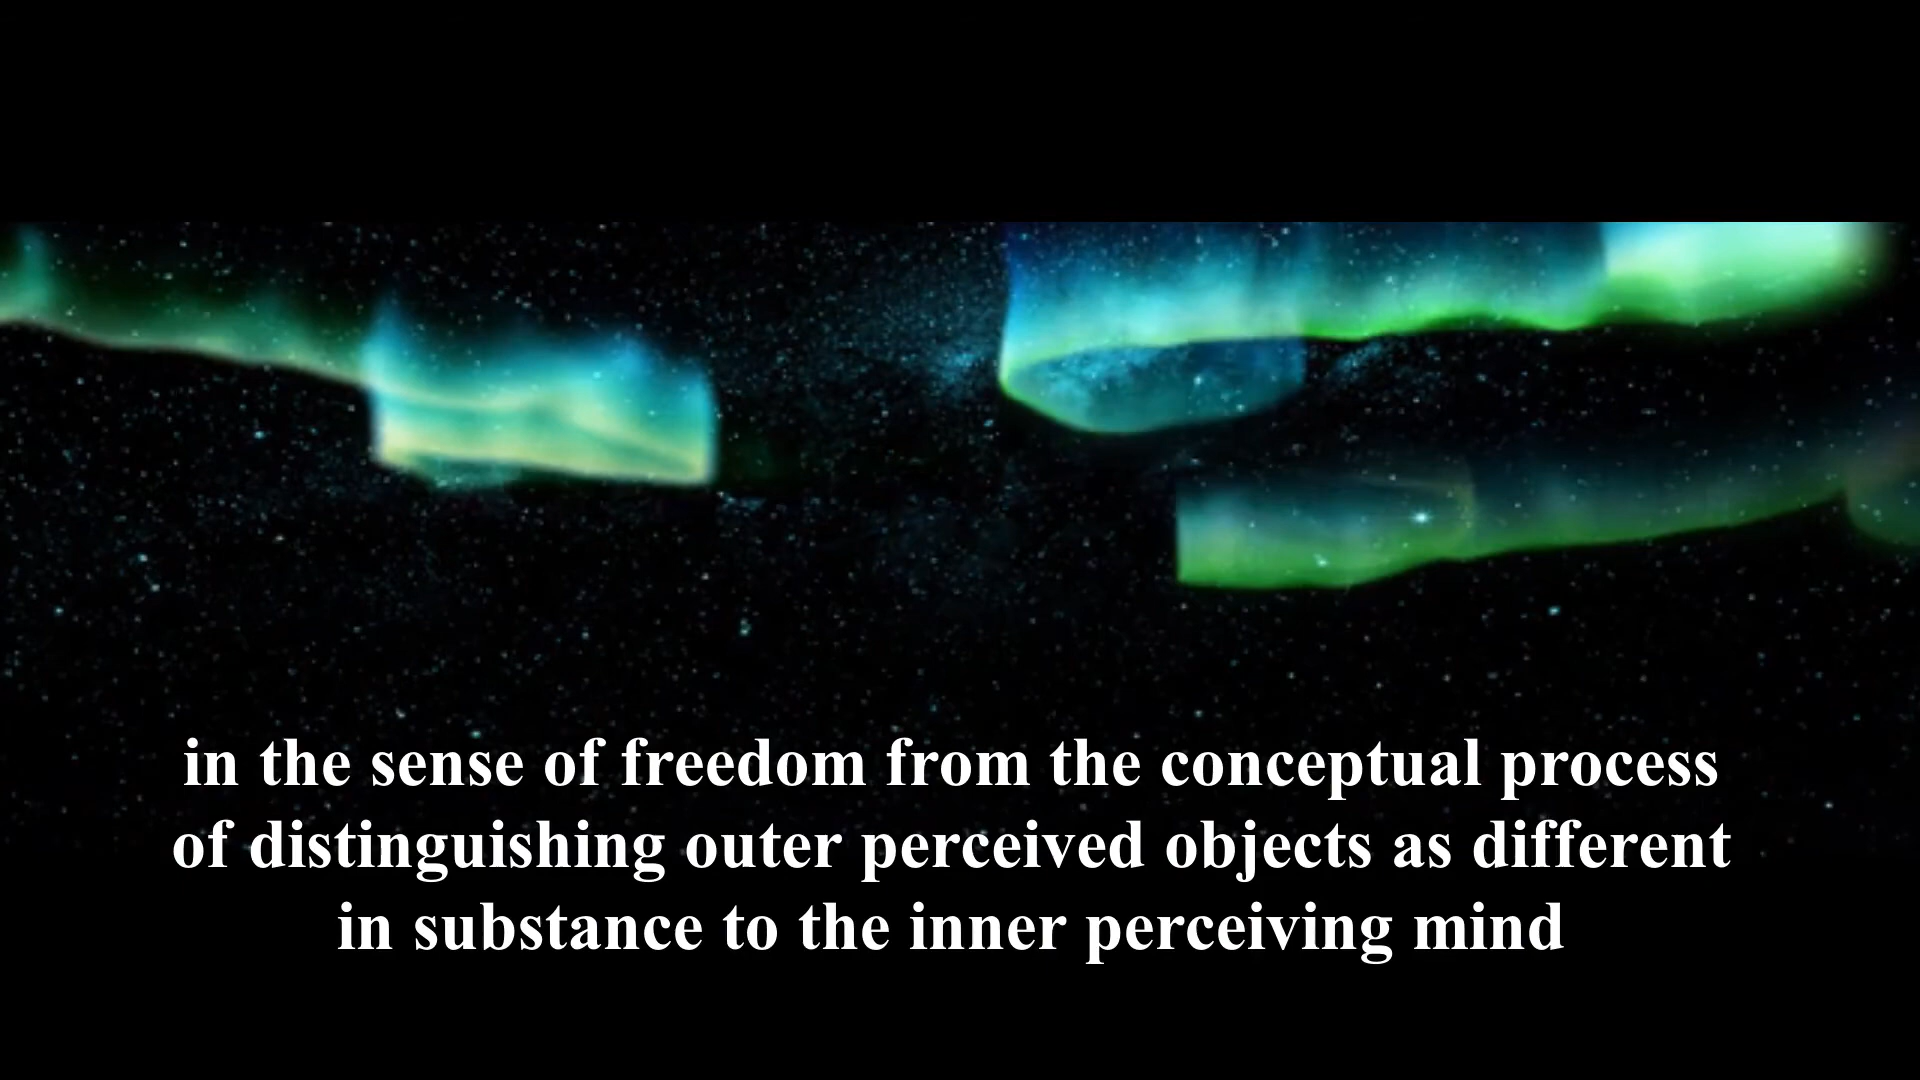 in the sense of freedom from the conceptual process
of distinguishing outer perceived objects as different
in substance to the inner perceiving mind